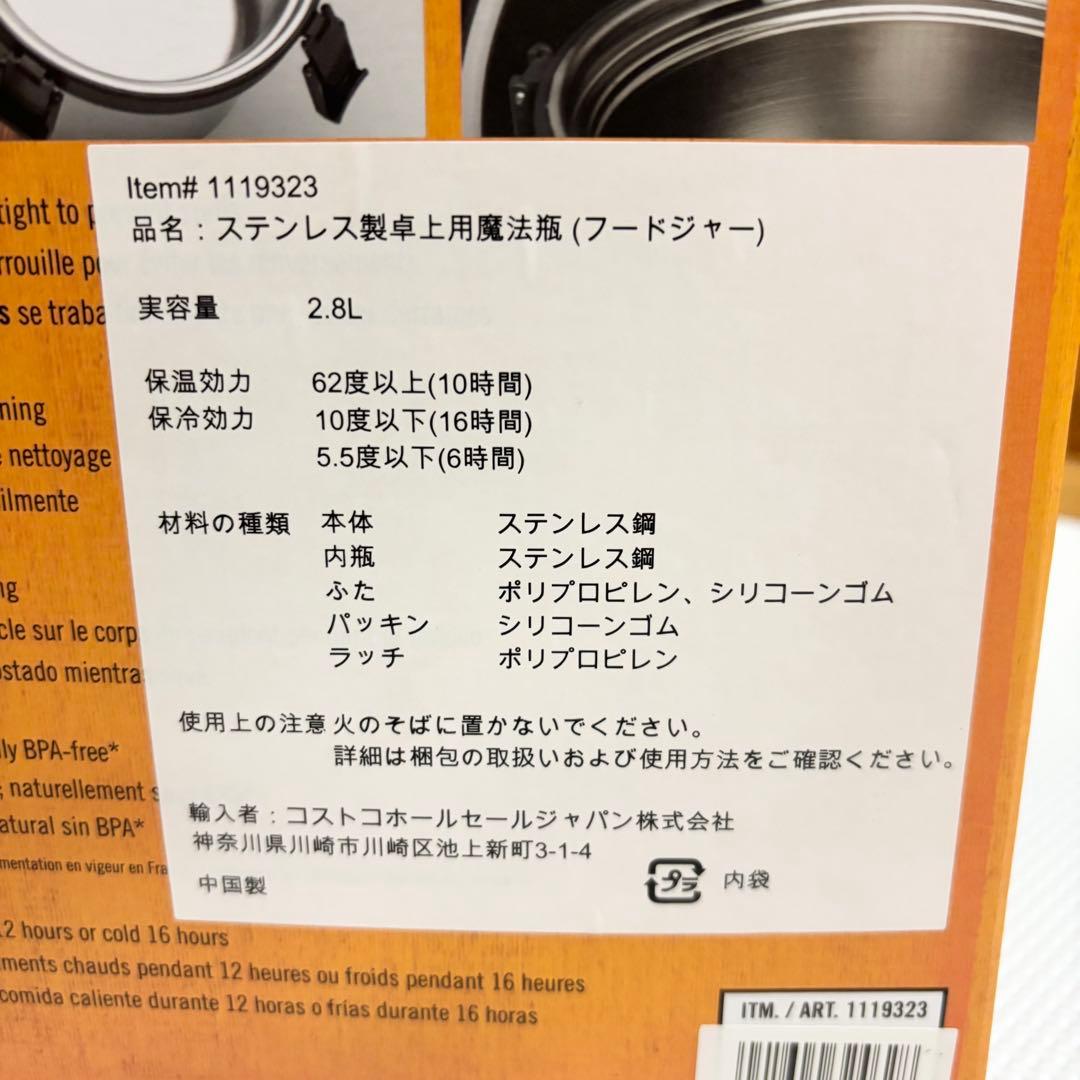 Item# 1119323
品名：ステンレス製卓上用魔法瓶 (フードジャー)
実容量 2.8L
保温効力 62度以上(10時間)
保冷効力 10度以下(16時間)
5.5度以下(6時間)
材料の種類 本体 ステンレス鋼
内瓶 ステンレス鋼
ふた ポリプロピレン、シリコーンゴム
パッキン シリコーンゴム
ラッチ ポリプロピレン
使用上の注意 火のそばに置かないでください。
詳細は梱包の取扱いおよび使用方法をご確認ください。
輸入者：コストコホールセールジャパン株式会社
神奈川県川崎市川崎区池上新町3-1-4
中国製
プラ 内袋
tight to p
rrouille po
s se traba
ning
nettoyage
ilmente
ng
cle sur le corp
ostado mientra
lly BPA-free*
; naturellement s
atural sin BPA*
mentation en vigeur en Fra
2 hours or cold 16 hours
ments chauds pendant 12 heures ou froids pendant 16 heures
comida caliente durante 12 horas o frías durante 16 horas
ITM. / ART. 1119323